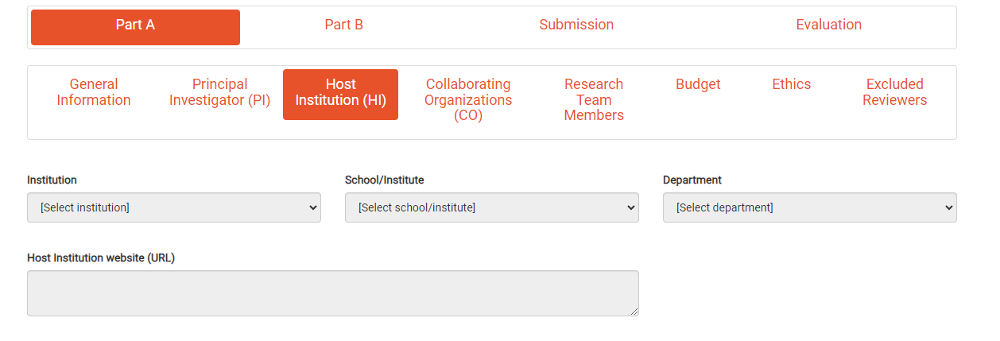 Part A Part B Submission Evaluation
General Principal Host Collaborating Research Budget Ethics Excluded
Information Investigator (PI) Institution (HI) Organizations Team Reviewers
(CO) Members
Institution School/Institute Department
[Select institution] [Select school/institute] [Select department]
Host Institution website (URL)